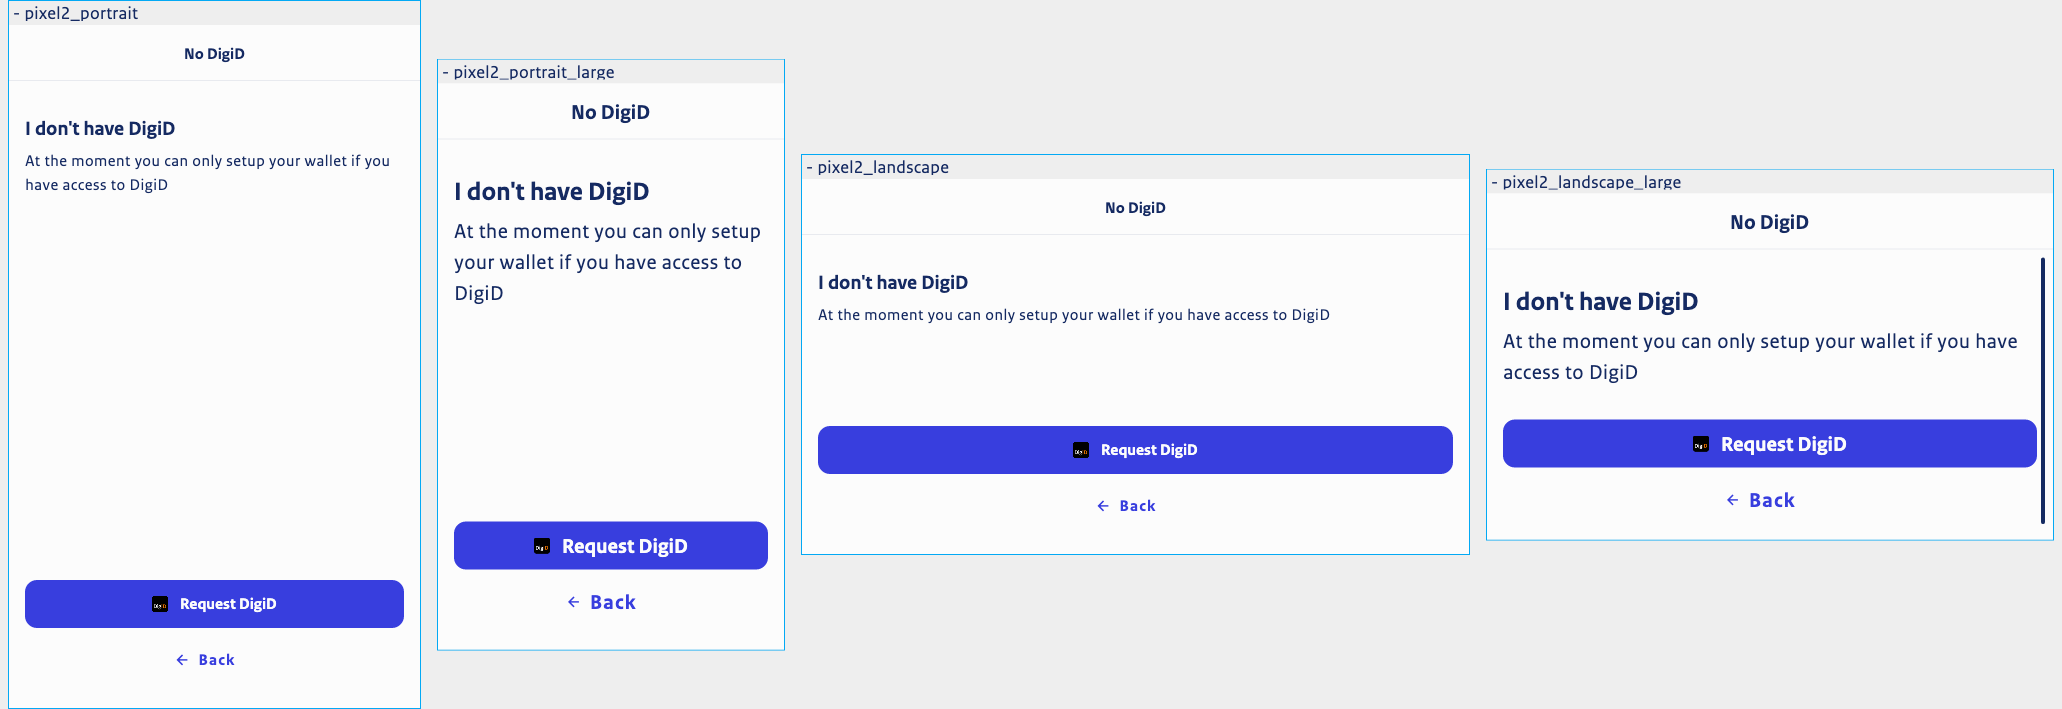 - pixel2_portrait
No DigiD
I don't have DigiD
At the moment you can only setup your wallet if you
have access to DigiD
Request DigiD
← Back
- pixel2_portrait_large
No DigiD
I don't have DigiD
At the moment you can only setup
your wallet if you have access to
DigiD
Request DigiD
← Back
- pixel2_landscape
No DigiD
I don't have DigiD
At the moment you can only setup your wallet if you have access to DigiD
Request DigiD
← Back
- pixel2_landscape_large
No DigiD
I don't have DigiD
At the moment you can only setup your wallet if you have
access to DigiD
Request DigiD
← Back